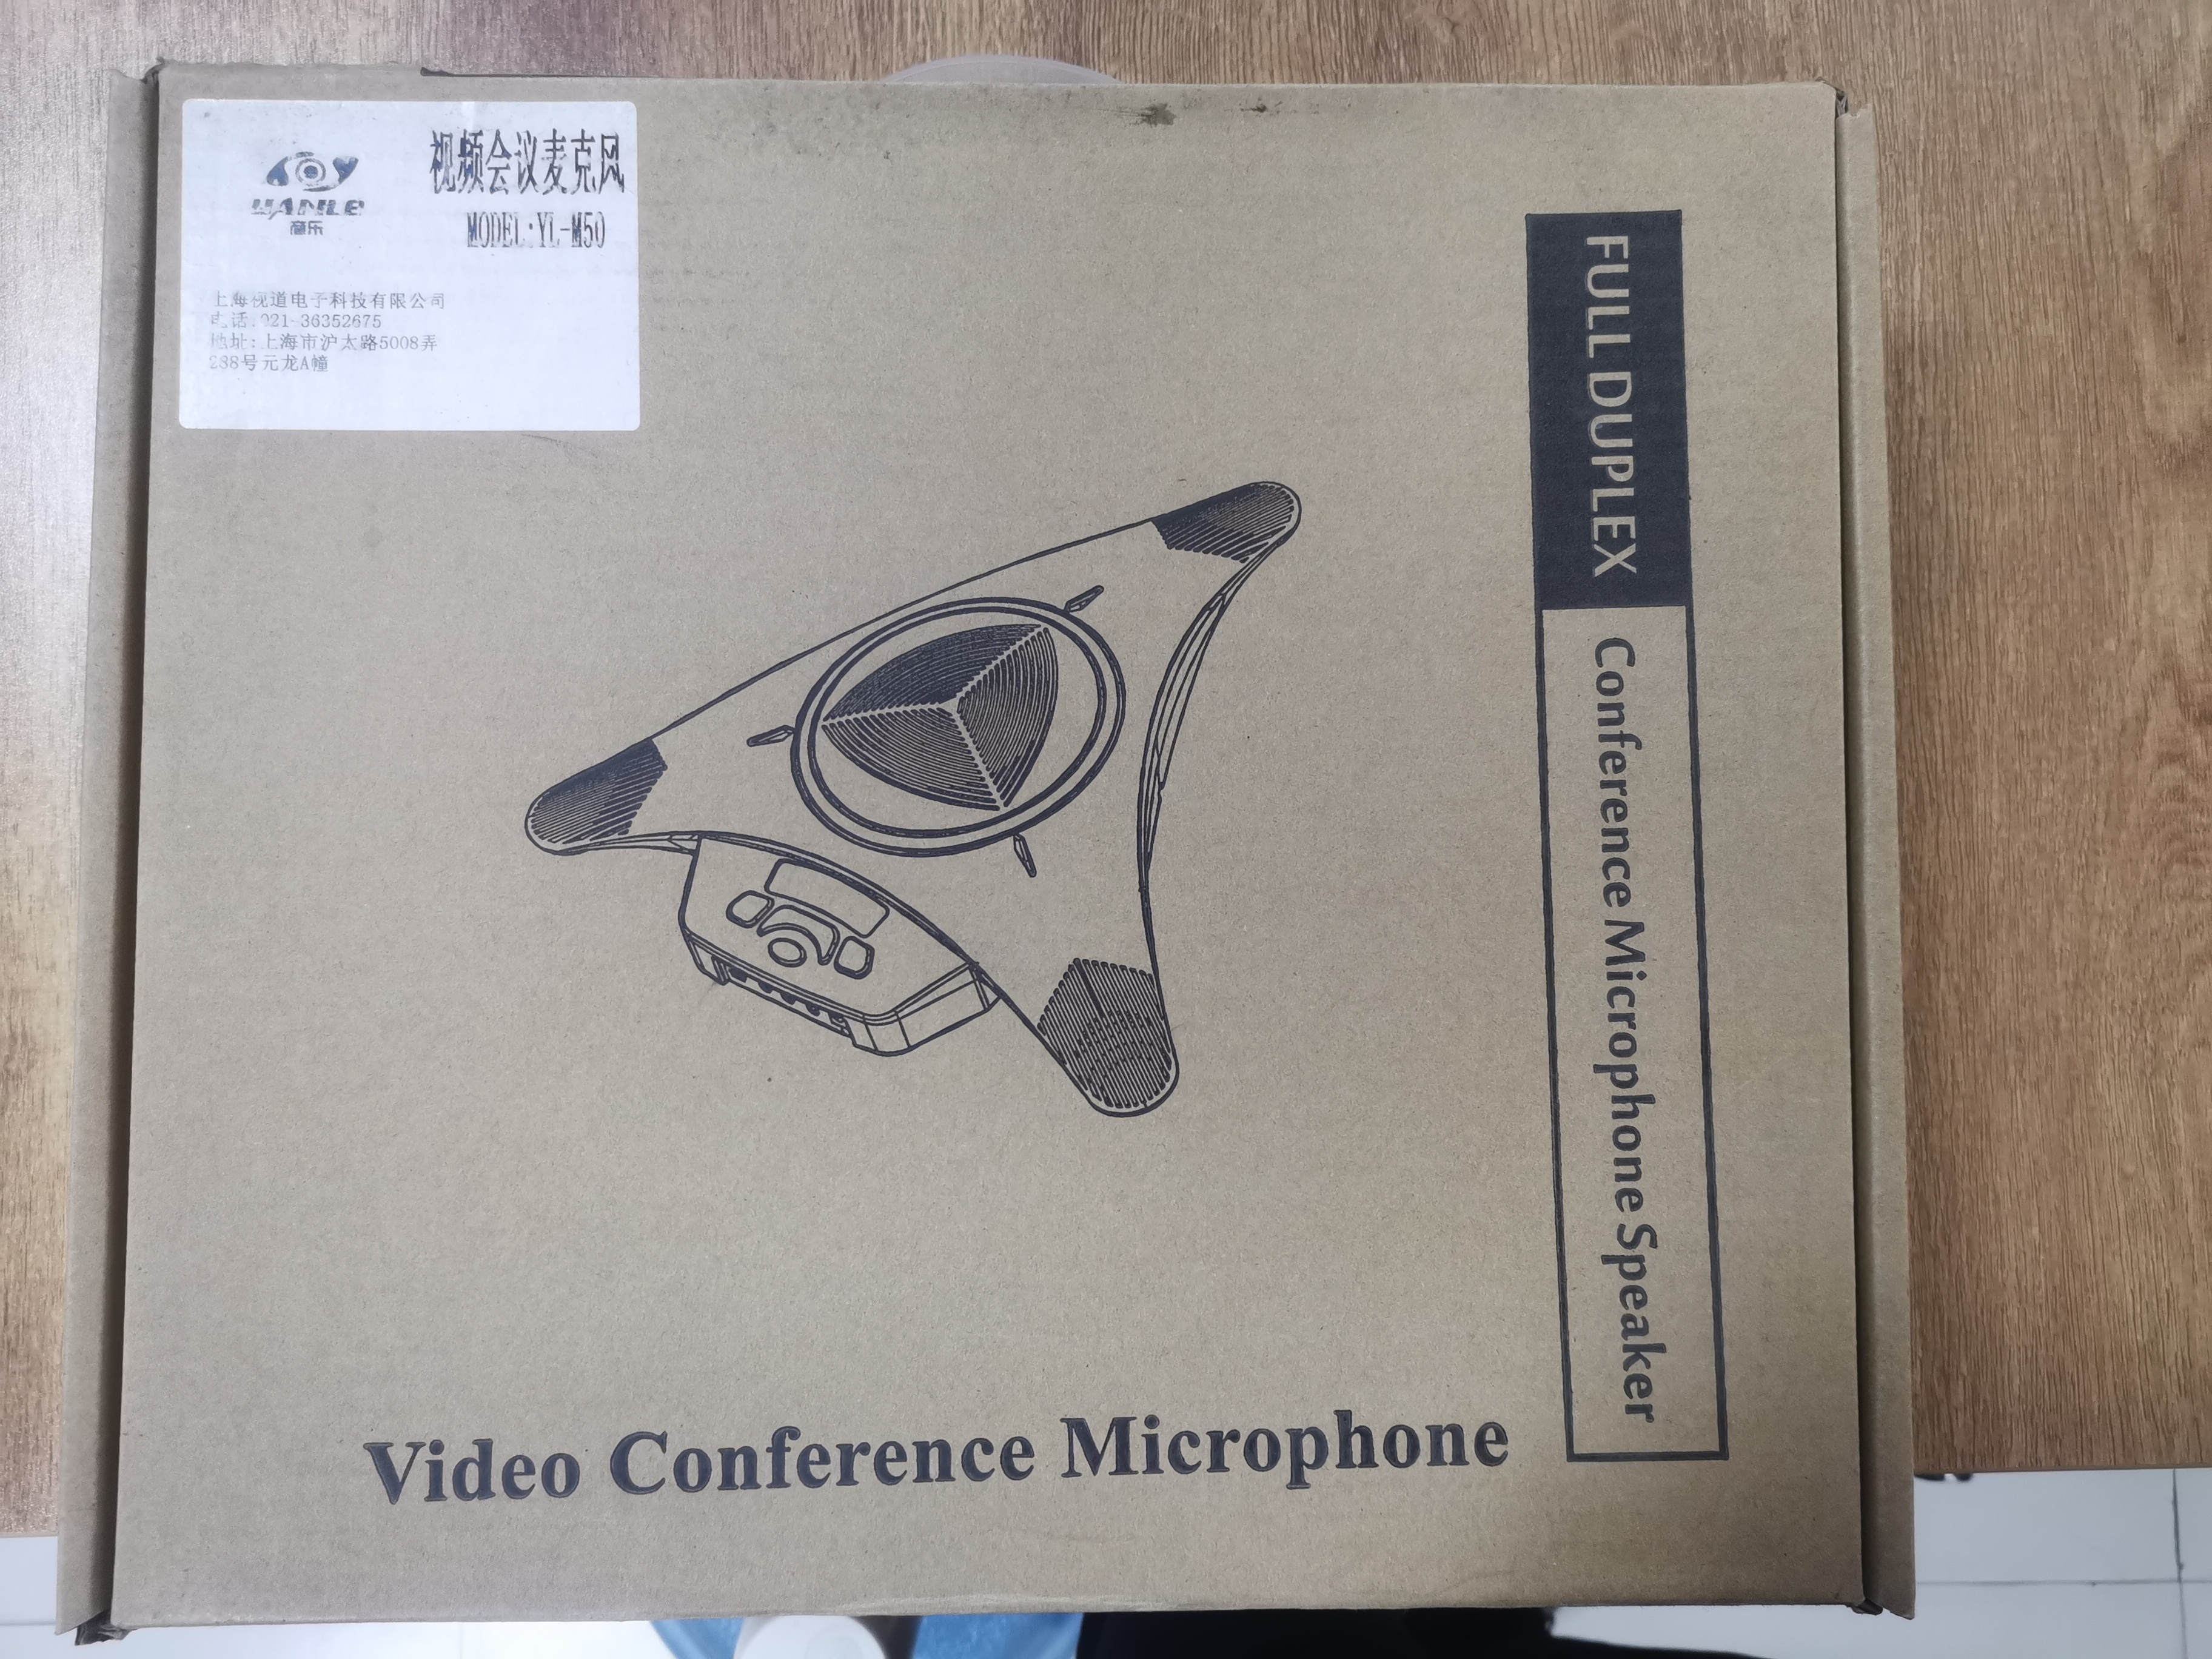 视频会议麦克风
MODEL:YL-M50
上海视道电子科技有限公司
电话:021-36352675
地址:上海市沪太路5008弄
288号元龙A幢
FULL DUPLEX Conference Microphone Speaker
Video Conference Microphone